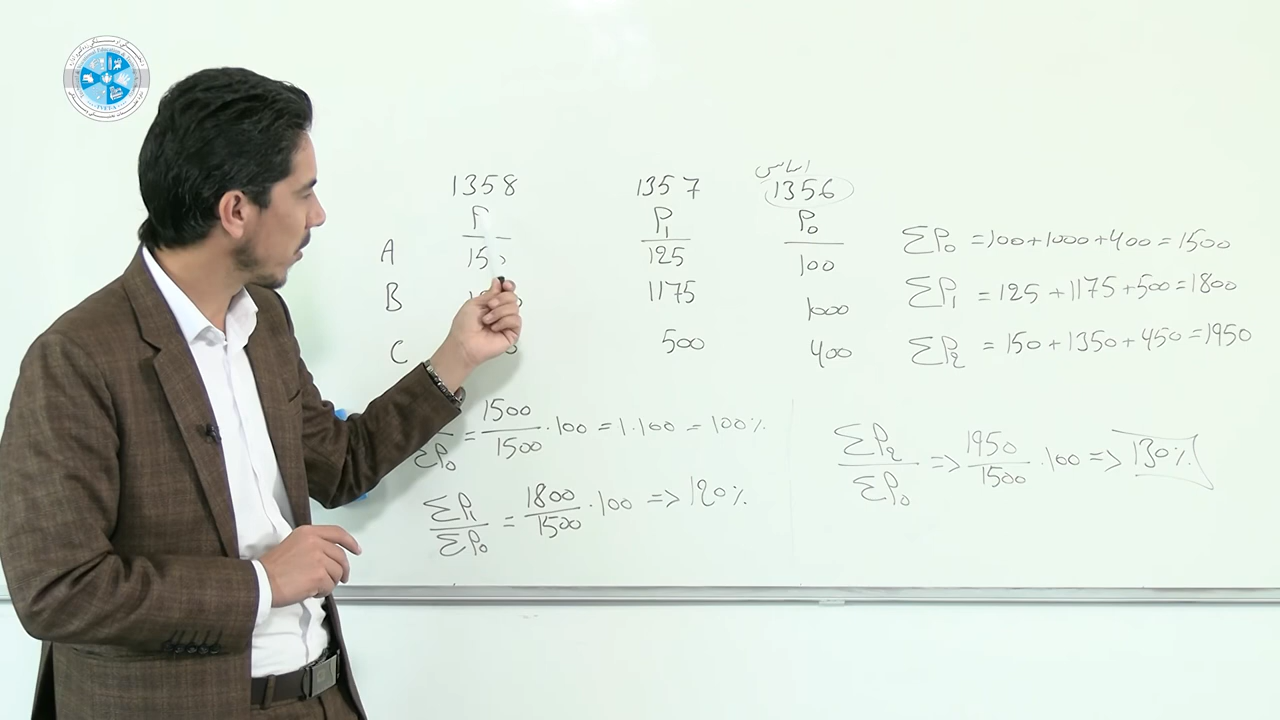 اساسی
1358 1357 1356
P P₁ P₀
A 150 125 100
B 1175 1000
C 500 400
ΣP₀ = 100 + 1000 + 400 = 1500
ΣP₁ = 125 + 1175 + 500 = 1800
ΣP₂ = 150 + 1350 + 450 = 1950
ΣP₀ = 1500/1500 · 100 = 1 · 100 = 100%
ΣP₁/ΣP₀ = 1800/1500 · 100 => 120%
ΣP₂/ΣP₀ => 1950/1500 · 100 => 130%